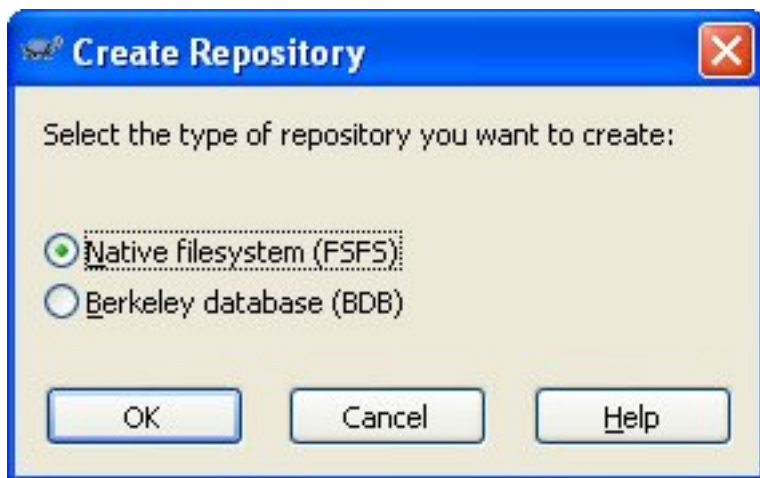 Create Repository
Select the type of repository you want to create:
Native filesystem (FSFS)
Berkeley database (BDB)
OK Cancel Help